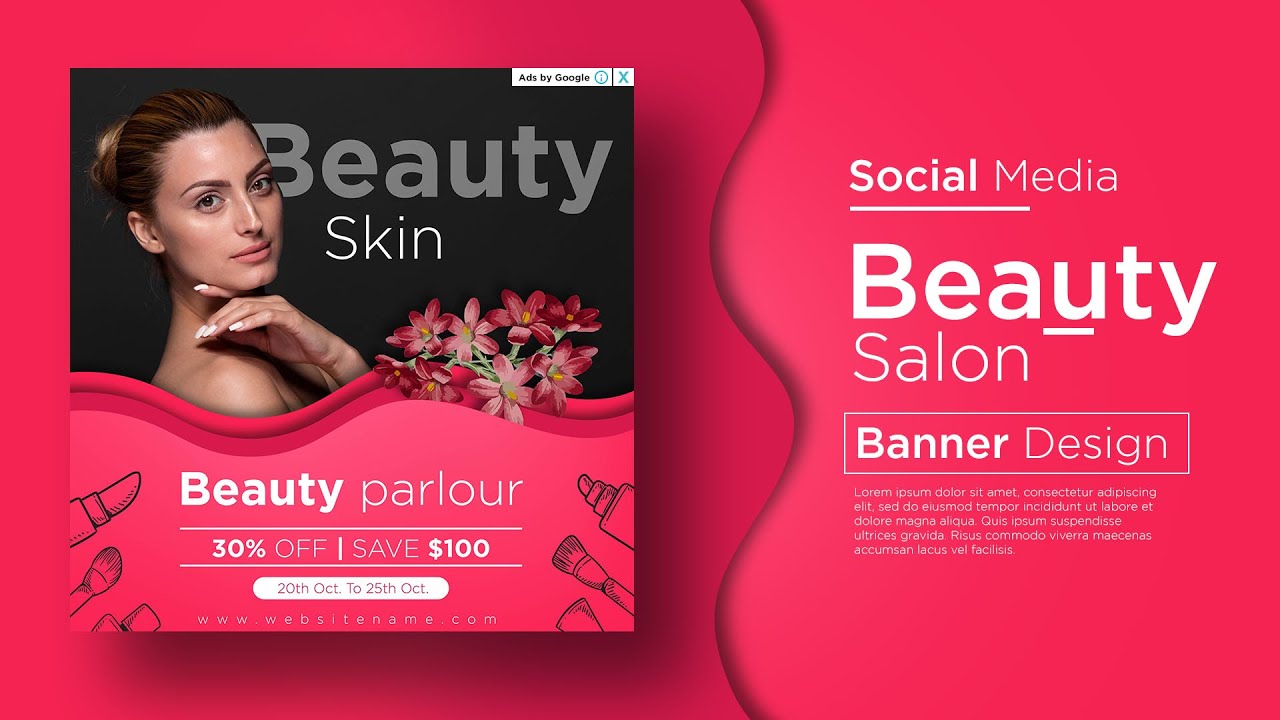 Ads by Google
X
Beauty
Skin
Beauty parlour
30% OFF | SAVE $100
20th Oct. To 25th Oct.
www.websitename.com
Social Media
Beauty
Salon
Banner Design
Lorem ipsum dolor sit amet, consectetur adipiscing
elit, sed do eiusmod tempor incididunt ut labore et
dolore magna aliqua. Quis ipsum suspendisse
ultrices gravida. Risus commodo viverra maecenas
accumsan lacus vel facilisis.